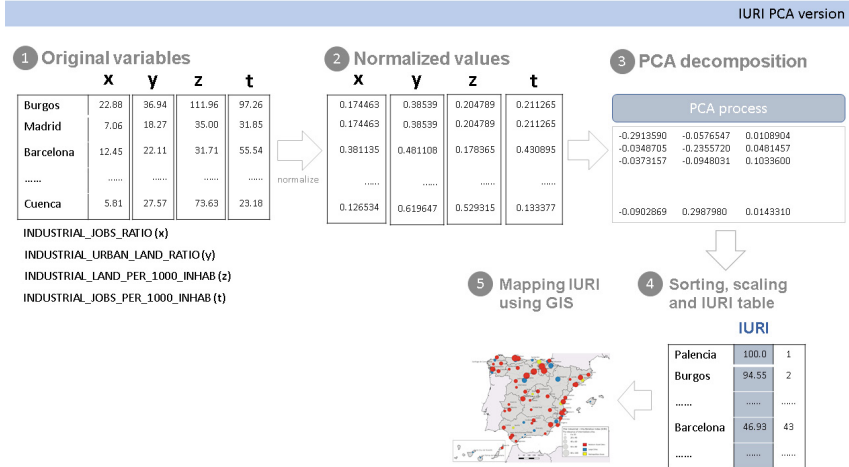 IURI PCA version
1 Original variables
x y z t
Burgos 22.88 36.94 111.96 97.26
Madrid 7.06 18.27 35.00 31.85
Barcelona 12.45 22.11 31.71 55.54
...... ...... ...... ...... ......
Cuenca 5.81 27.57 73.63 23.18
INDUSTRIAL_JOBS_RATIO (x)
INDUSTRIAL_URBAN_LAND_RATIO (y)
INDUSTRIAL_LAND_PER_1000_INHAB (z)
INDUSTRIAL_JOBS_PER_1000_INHAB (t)
normalize
2 Normalized values
x y z t
0.174463 0.38539 0.204789 0.211265
0.174463 0.38539 0.204789 0.211265
0.381135 0.481108 0.178365 0.430895
...... ...... ...... ......
0.126534 0.619647 0.529315 0.133377
3 PCA decomposition
PCA process
-0.2913590 -0.0576547 0.0108904
-0.0348705 -0.2355720 0.0481457
-0.0373157 -0.0948031 0.1033600
-0.0902869 0.2987980 0.0143310
4 Sorting, scaling
and IURI table
IURI
Palencia 100.0 1
Burgos 94.55 2
...... ...... ......
Barcelona 46.93 43
...... ...... ......
5 Mapping IURI
using GIS